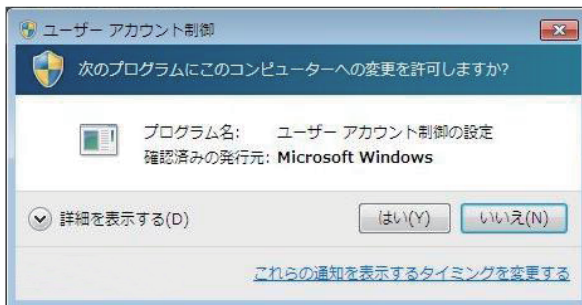 ユーザー アカウント制御
次のプログラムにこのコンピューターへの変更を許可しますか?
プログラム名: ユーザー アカウント制御の設定
確認済みの発行元: Microsoft Windows
詳細を表示する(D)
はい(Y) いいえ(N)
これらの通知を表示するタイミングを変更する